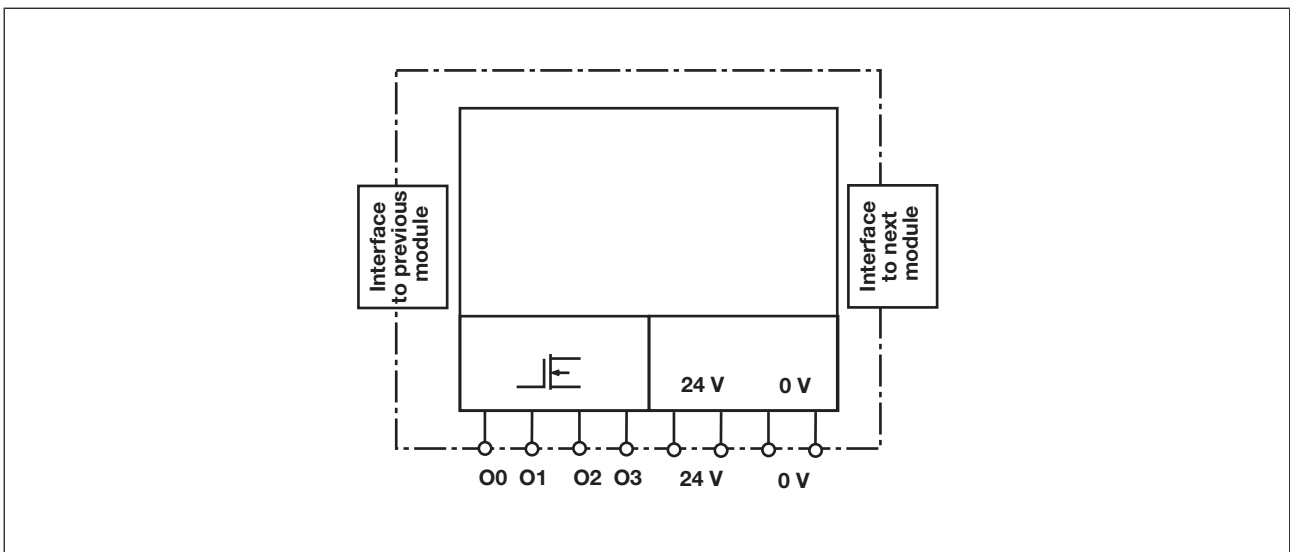 Interface
to previous
module
Interface
to next
module
24 V 0 V
O0 O1 O2 O3 24 V 0 V